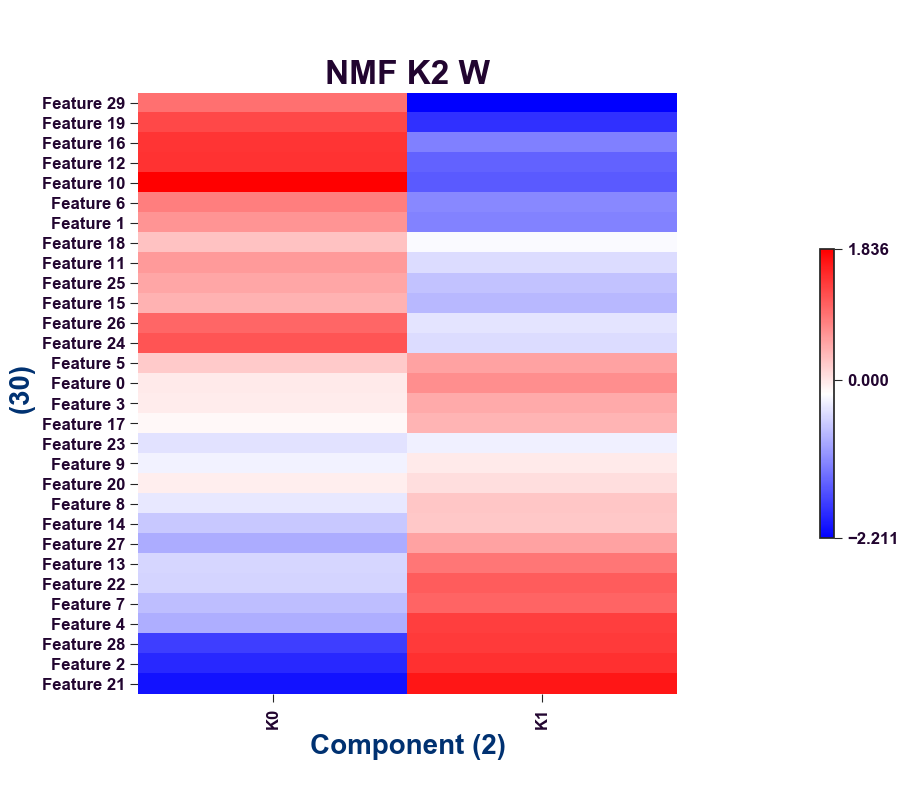 NMF K2 W
Feature 29
Feature 19
Feature 16
Feature 12
Feature 10
Feature 6
Feature 1
Feature 18
Feature 11
Feature 25
Feature 15
Feature 26
Feature 24
Feature 5
Feature 0
Feature 3
Feature 17
Feature 23
Feature 9
Feature 20
Feature 8
Feature 14
Feature 27
Feature 13
Feature 22
Feature 7
Feature 4
Feature 28
Feature 2
Feature 21
(30)
K0
K1
Component (2)
1.836
0.000
−2.211